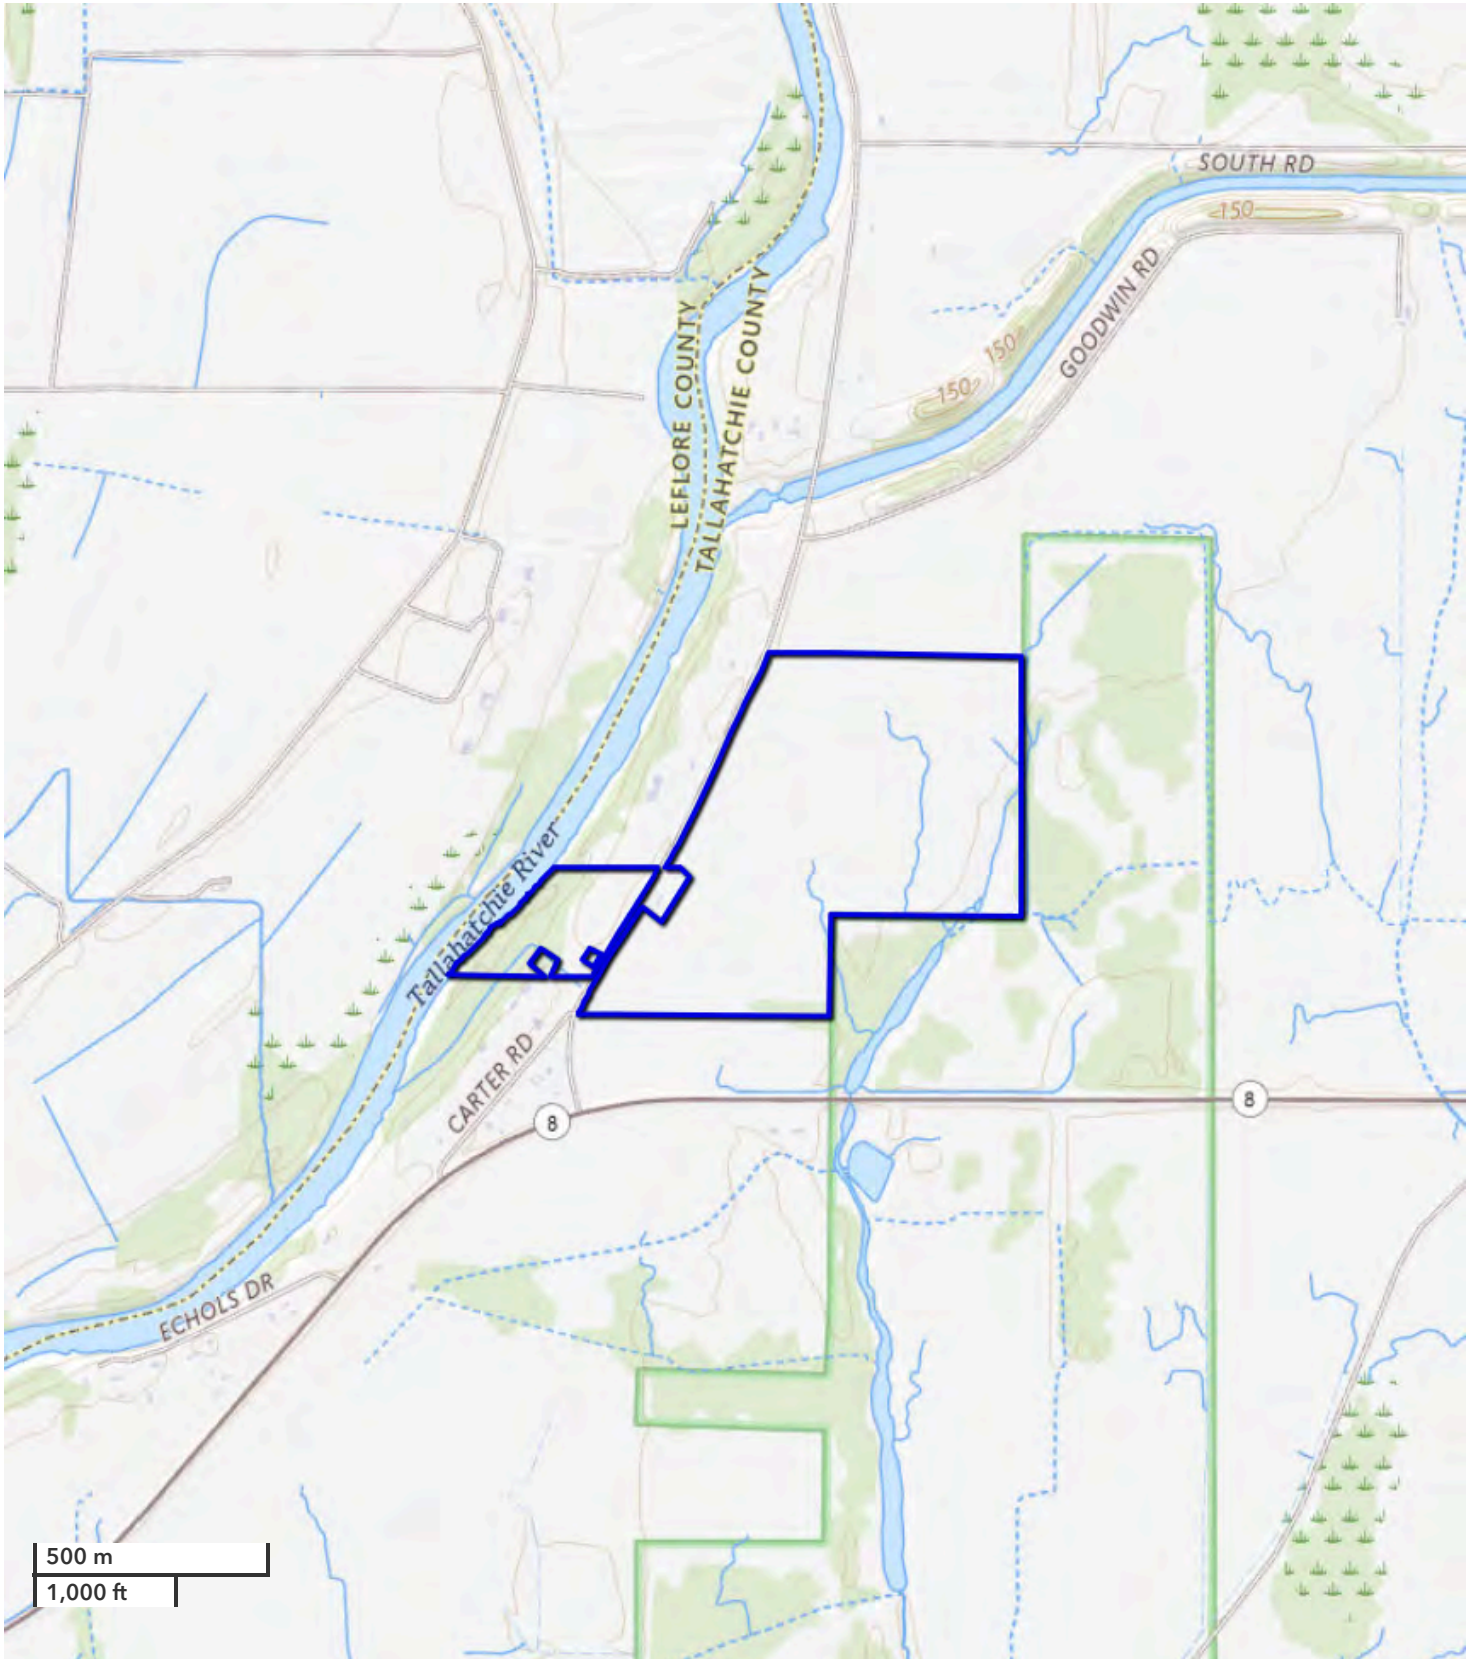 SOUTH RD
150
GOODWIN RD
150
150
LEFLORE COUNTY
TALLAHATCHIE COUNTY
Tallahatchie River
CARTER RD
8
8
ECHOLS DR
500 m
1,000 ft